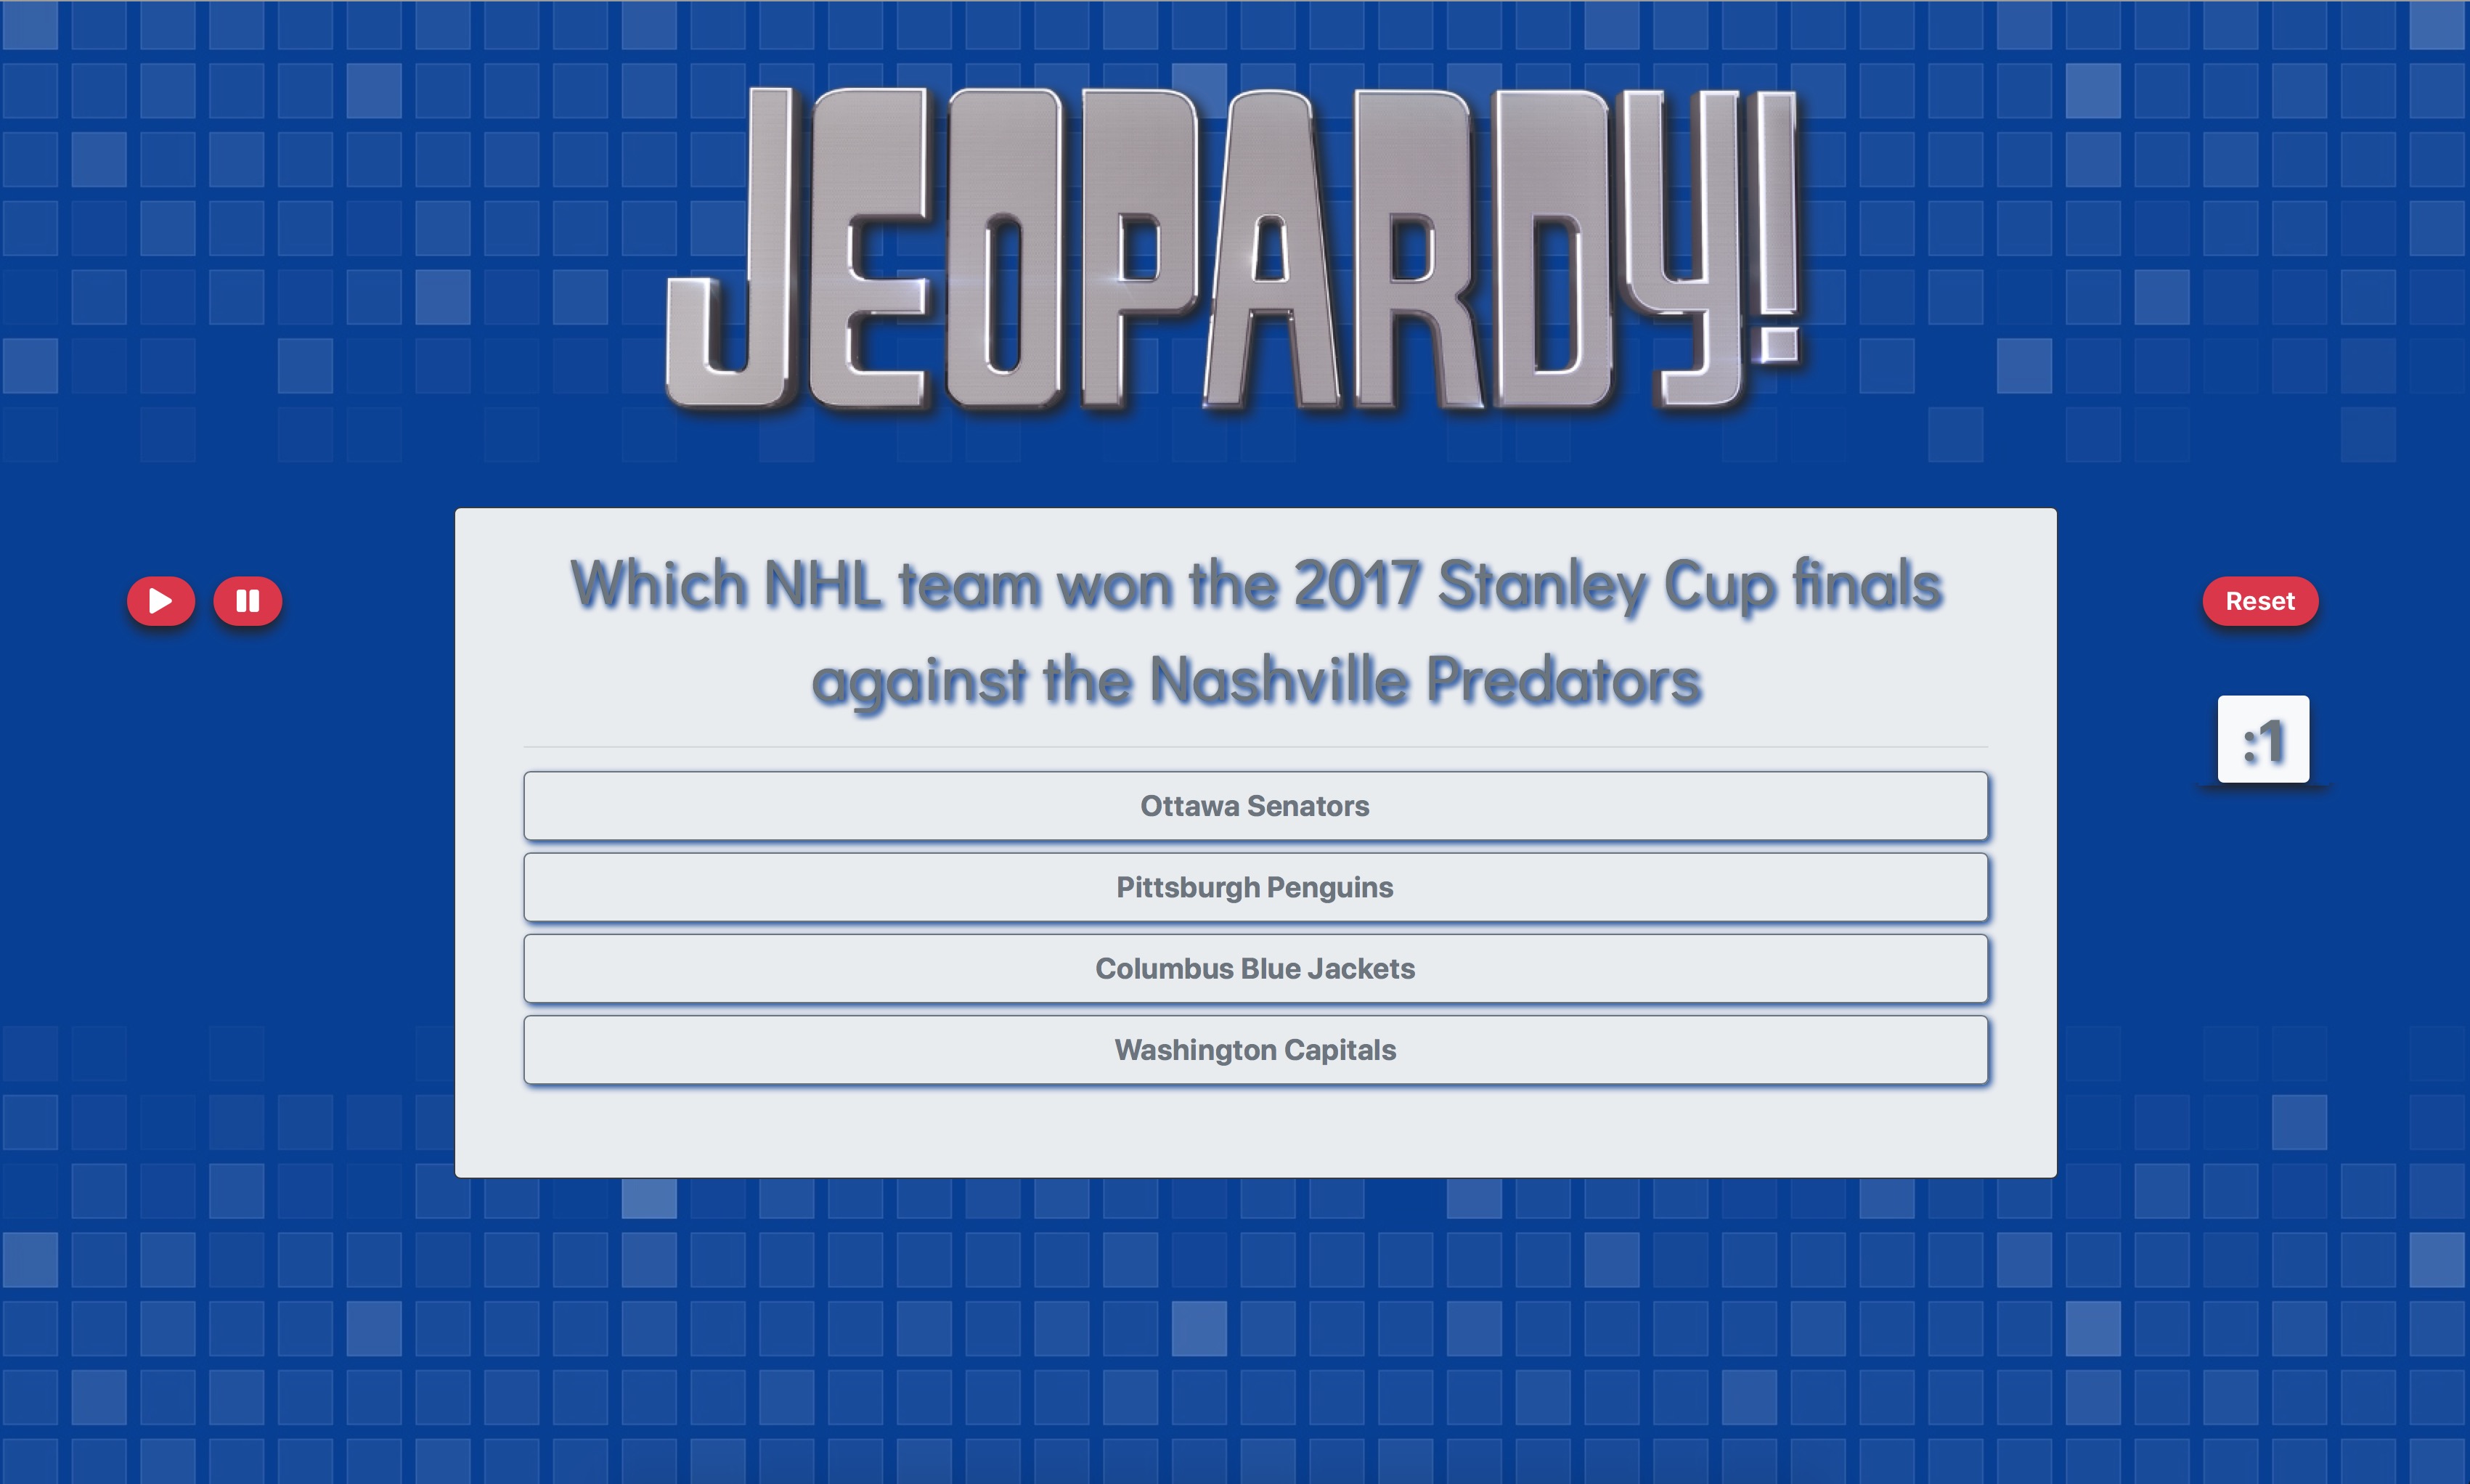 JEOPARDY!
Which NHL team won the 2017 Stanley Cup finals
against the Nashville Predators
Reset
:1
Ottawa Senators
Pittsburgh Penguins
Columbus Blue Jackets
Washington Capitals